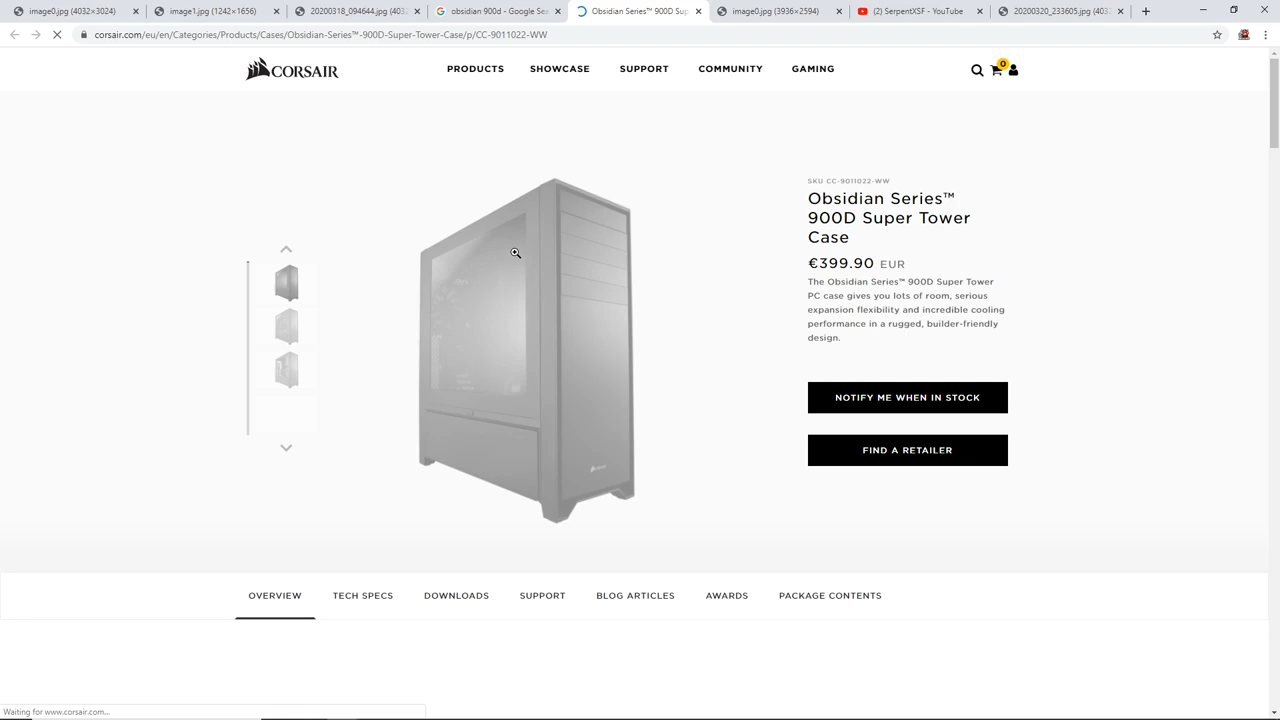 image0.jpg (4032×3024)
image1.jpg (1242×1656)
20200318_094644.jpg (403
obsidian 900d - Google Se
Obsidian Series™ 900D Sup
image0.jpg (3936×2594)
(2) SerpentXSF - YouTube
20200320_233605.jpg (403
corsair.com/eu/en/Categories/Products/Cases/Obsidian-Series™-900D-Super-Tower-Case/p/CC-9011022-WW
CORSAIR
PRODUCTS
SHOWCASE
SUPPORT
COMMUNITY
GAMING
0
SKU CC-9011022-WW
Obsidian Series™
900D Super Tower
Case
€399.90 EUR
The Obsidian Series™ 900D Super Tower
PC case gives you lots of room, serious
expansion flexibility and incredible cooling
performance in a rugged, builder-friendly
design.
NOTIFY ME WHEN IN STOCK
FIND A RETAILER
OVERVIEW
TECH SPECS
DOWNLOADS
SUPPORT
BLOG ARTICLES
AWARDS
PACKAGE CONTENTS
Waiting for www.corsair.com...